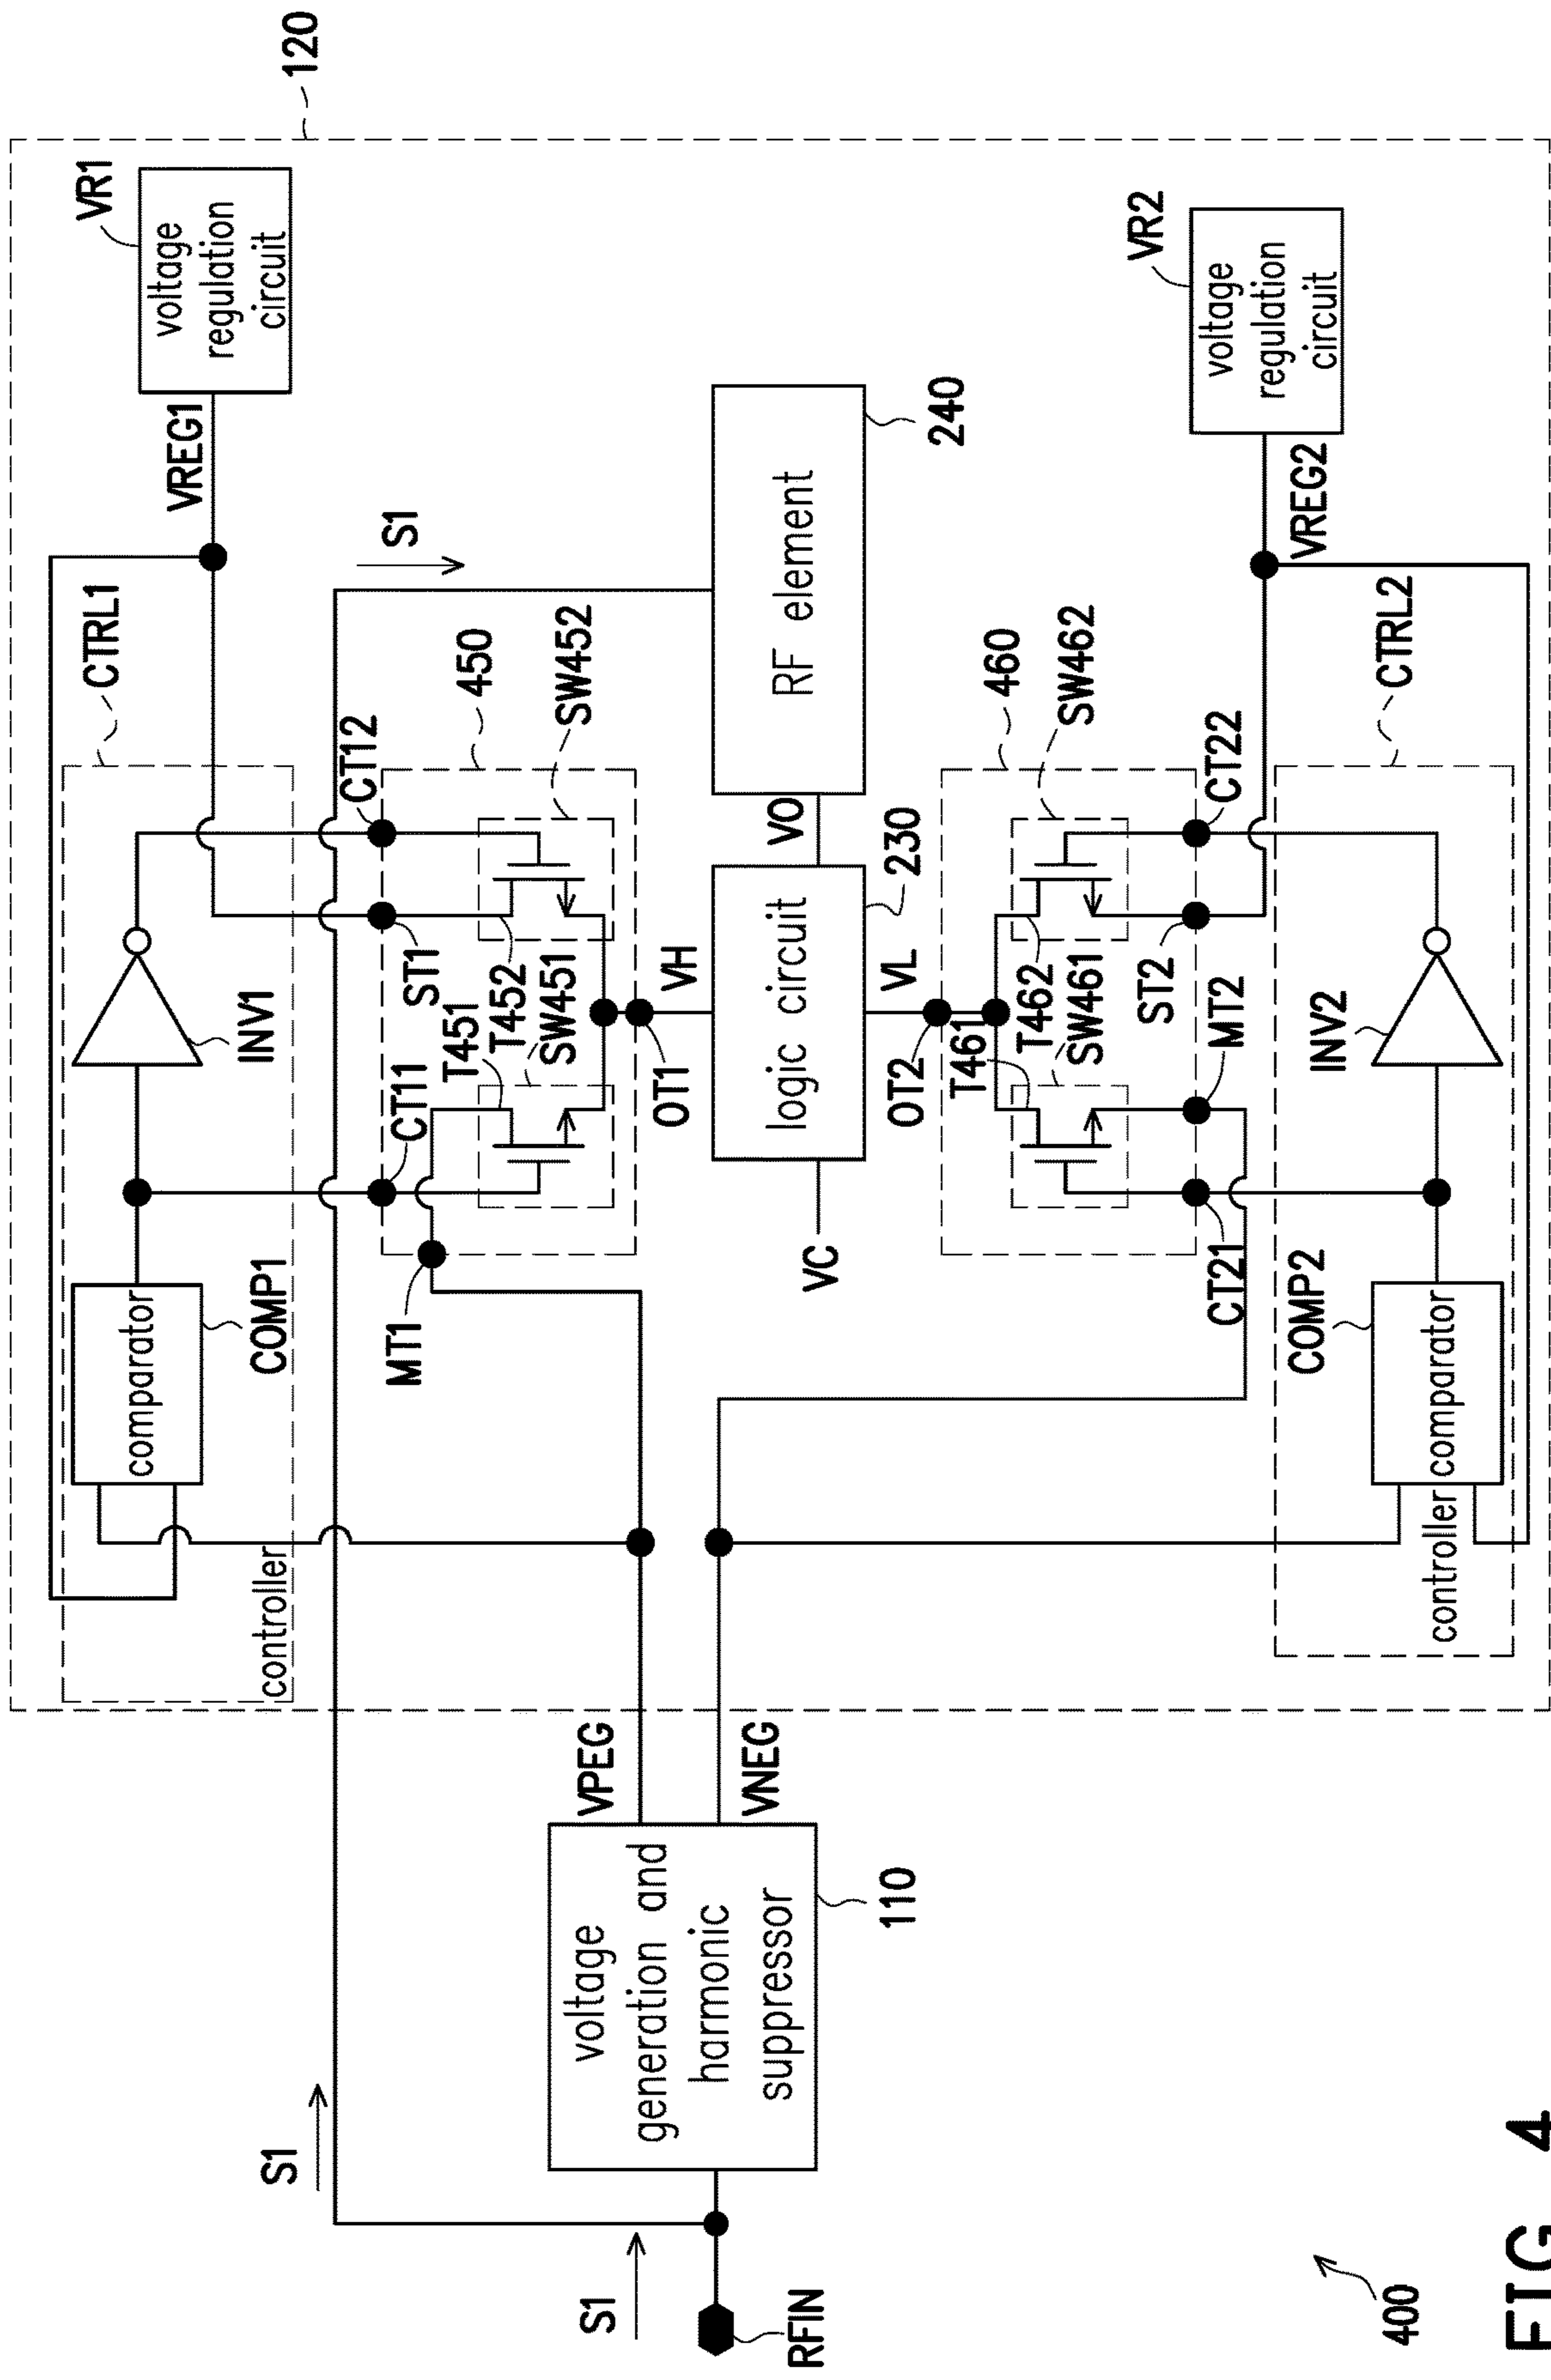 120
VR1
voltage
regulation
circuit
VREG1
CTRL1
INV1
comparator
COMP1
controller
S1
S1
S1
CT12
ST1
CT11
MT1
450
SW452
T452
T451
SW451
OT1
VH
RF element
240
VO
logic circuit
230
VC
VL
OT2
460
SW462
T462
T461
SW461
CT22
ST2
MT2
CT21
VR2
voltage
regulation
circuit
VREG2
CTRL2
INV2
COMP2
comparator
controller
VPEG
VNEG
voltage
generation and
harmonic
suppressor
110
RFIN
400
FIG. 4